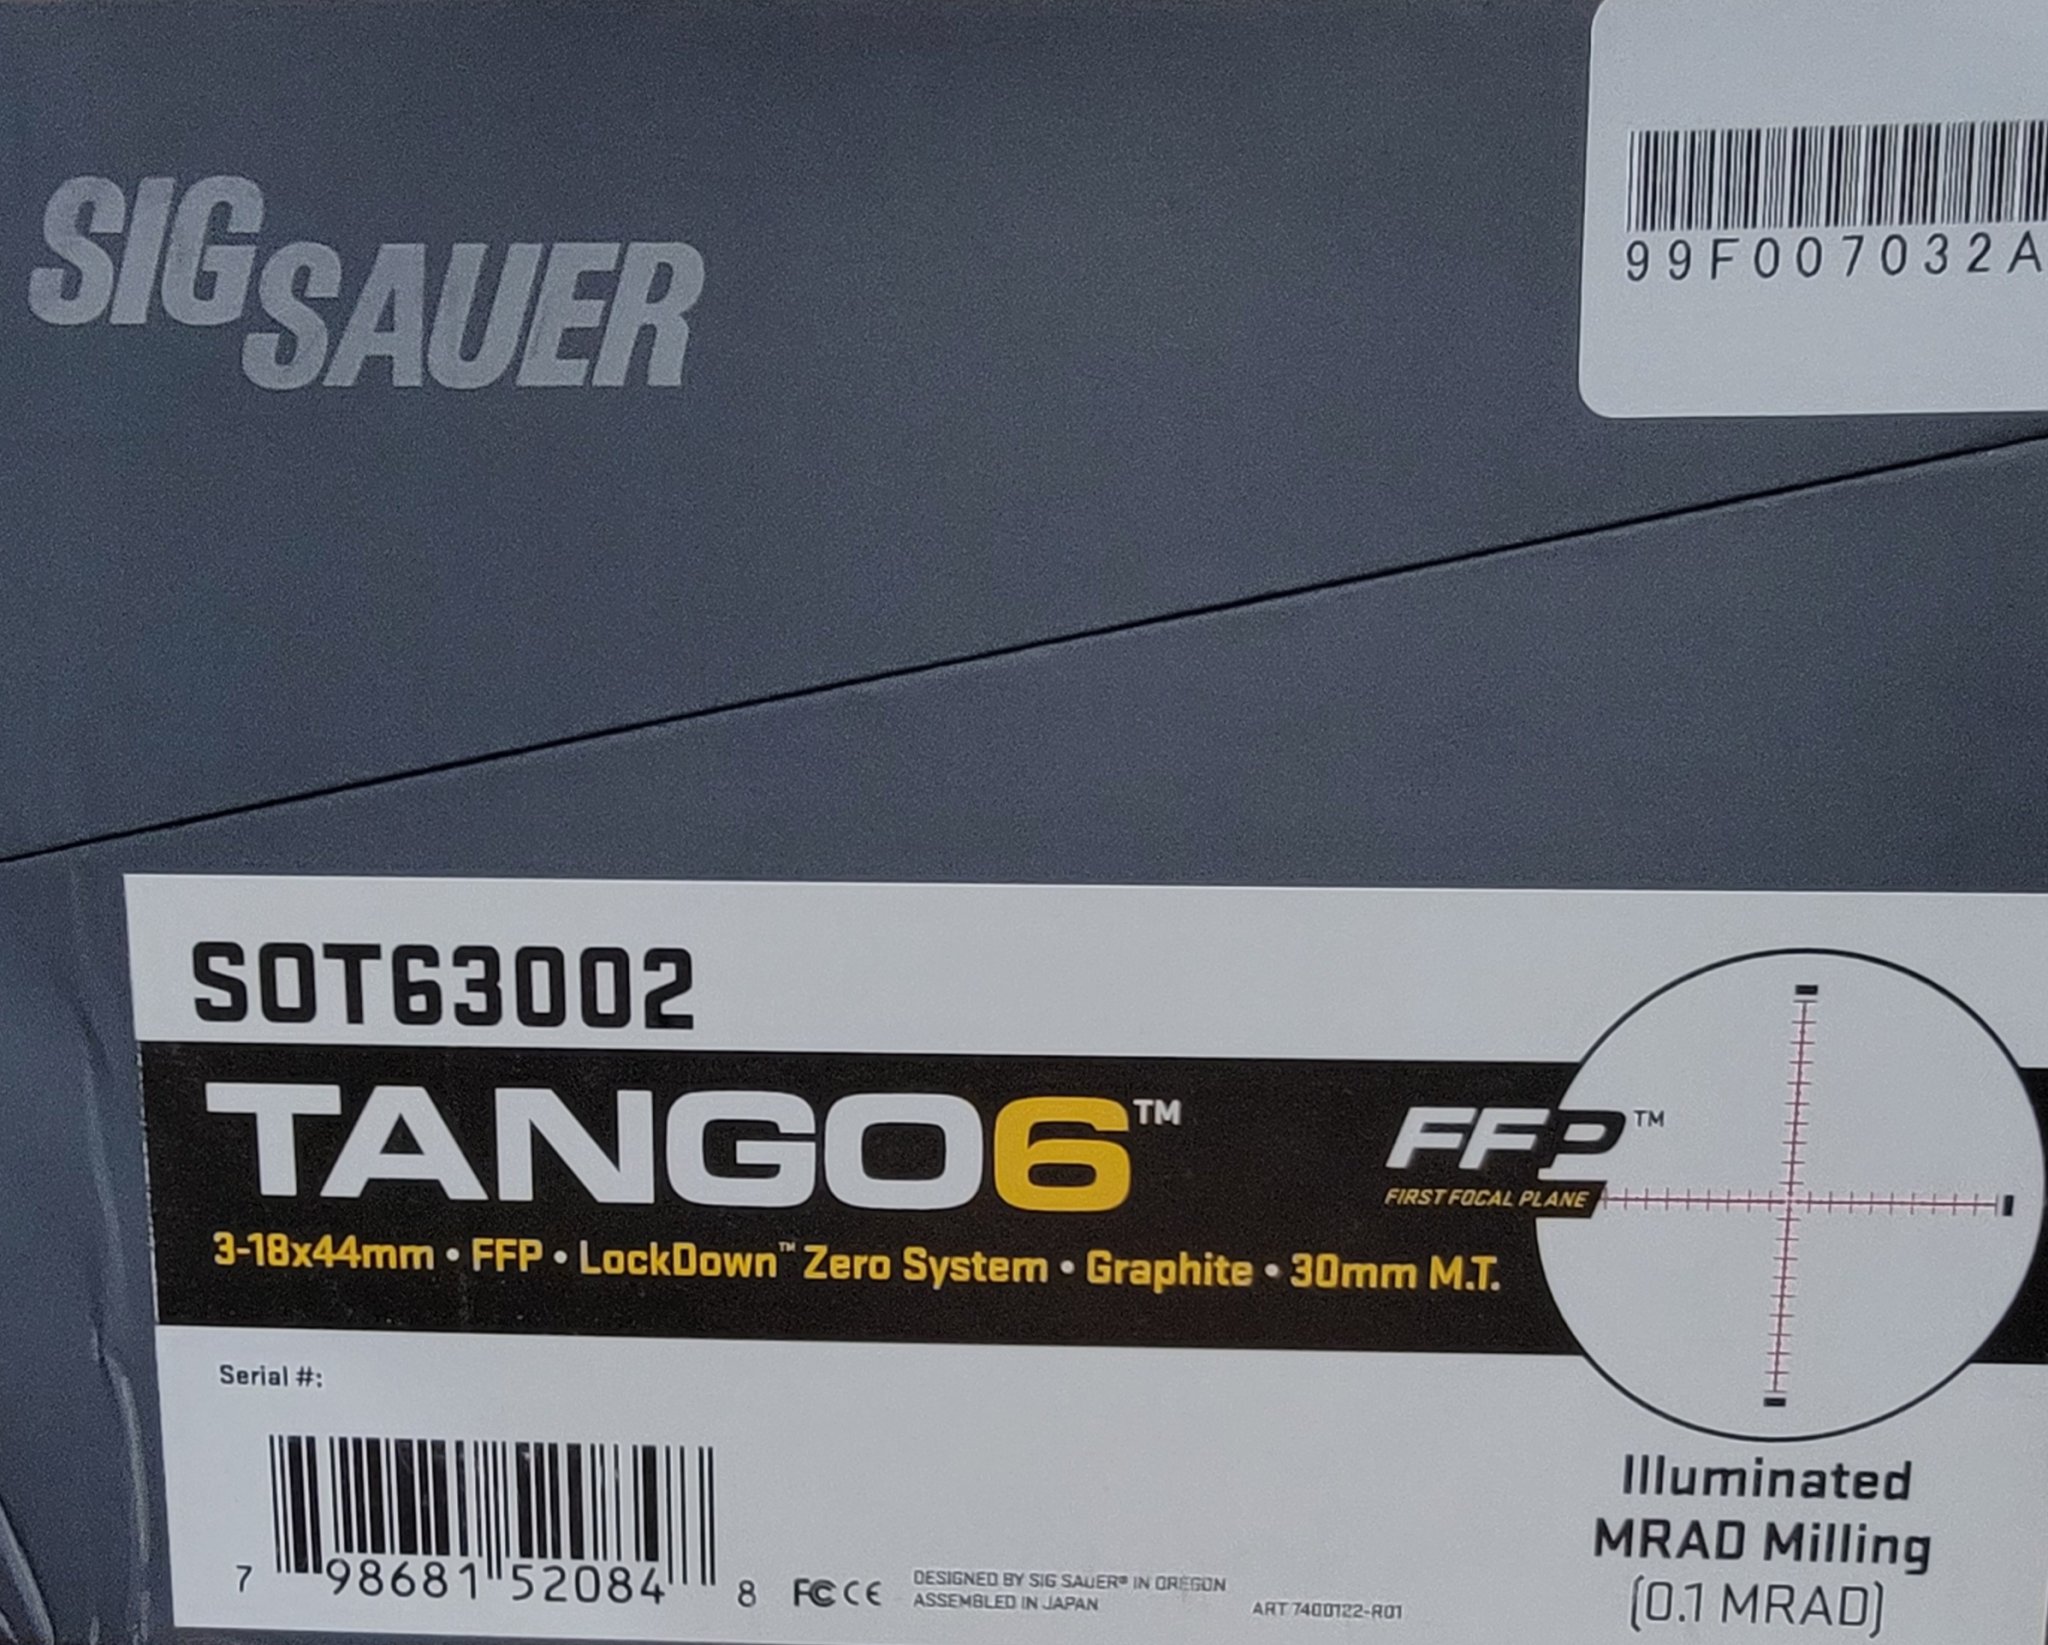 SIG SAUER
99F007032A
SOT63002
TANGO6™
FFP™
FIRST FOCAL PLANE
3-18x44mm • FFP • LockDown™ Zero System • Graphite • 30mm M.T.
Serial #:
7 98681 52084 8
FC CE
DESIGNED BY SIG SAUER® IN OREGON
ASSEMBLED IN JAPAN
ART 7400122-R01
Illuminated
MRAD Milling
(0.1 MRAD)